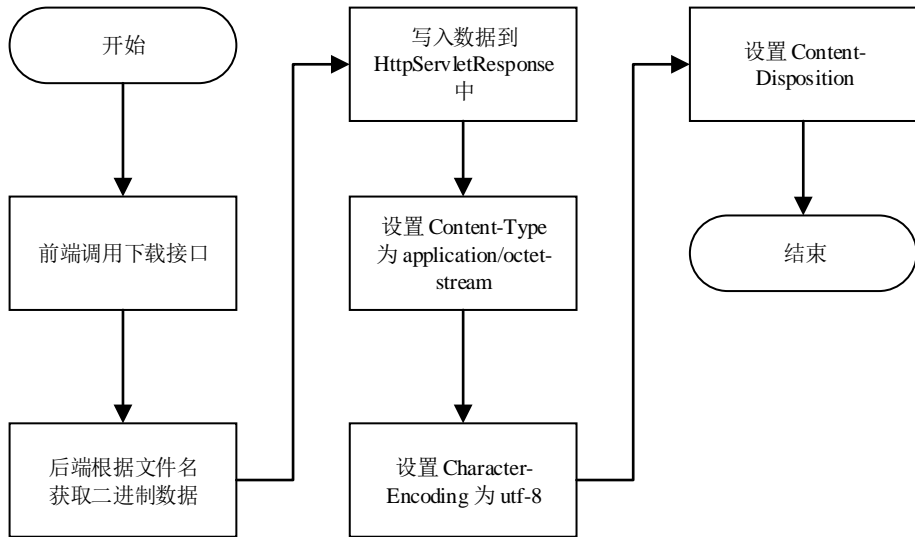 开始
前端调用下载接口
后端根据文件名
获取二进制数据
写入数据到
HttpServletResponse
中
设置 Content-Type
为 application/octet-
stream
设置 Character-
Encoding 为 utf-8
设置 Content-
Disposition
结束